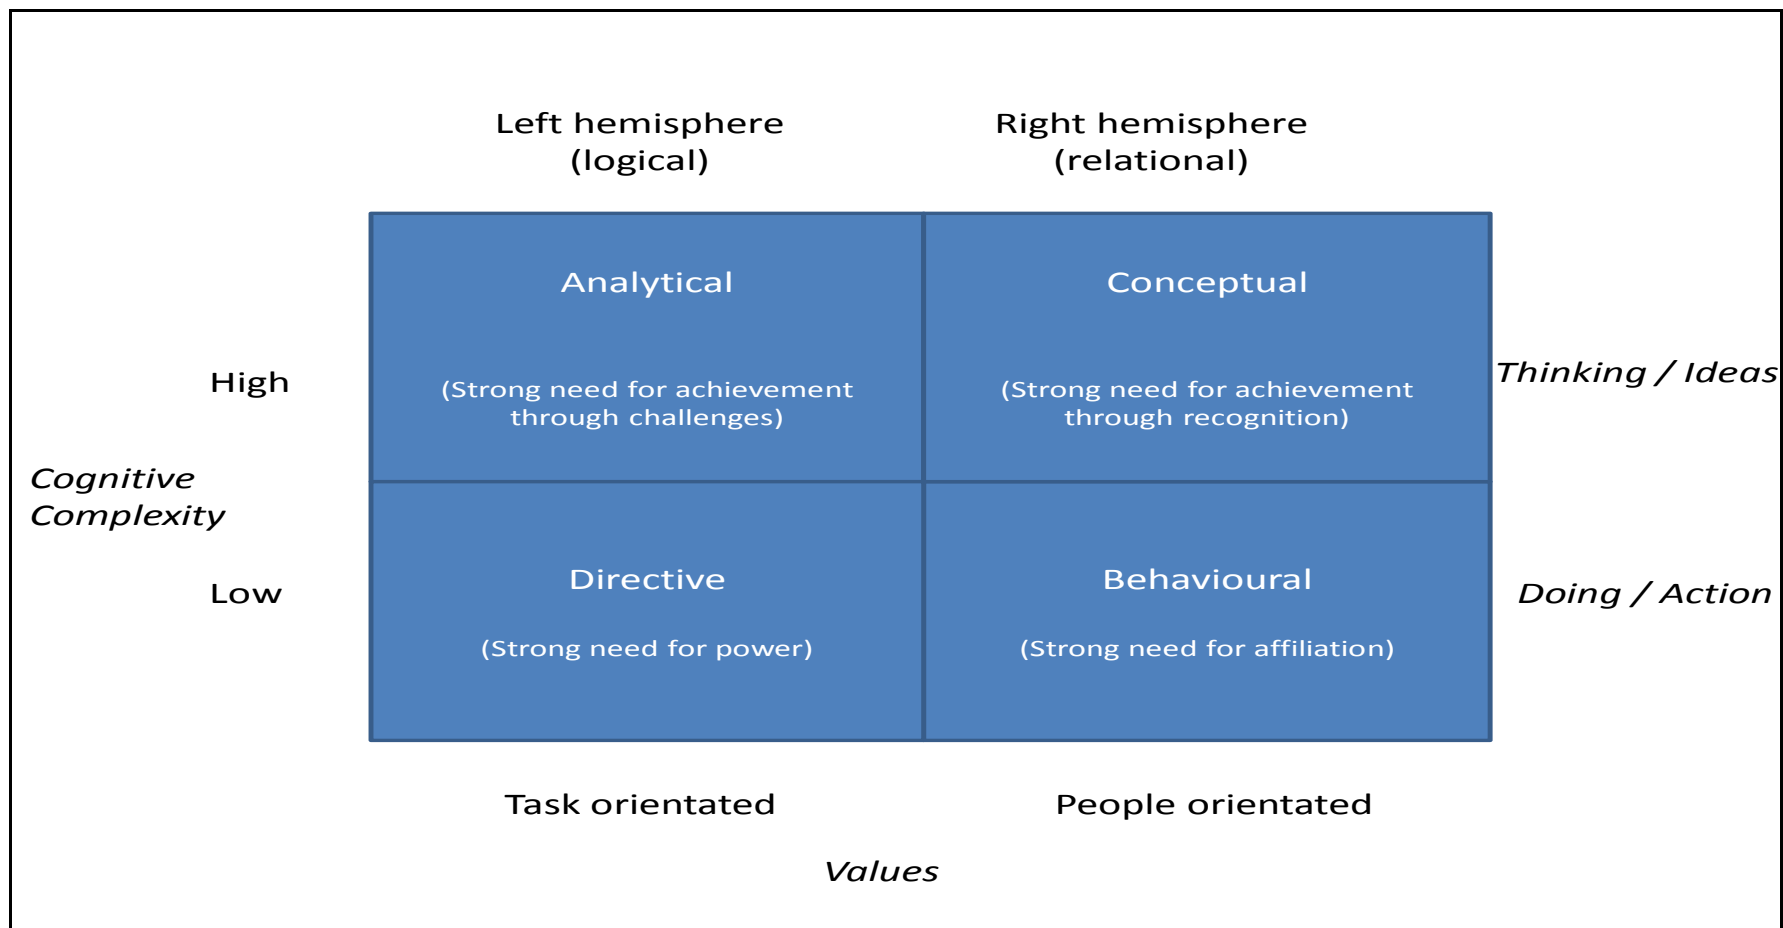 Left hemisphere
(logical)
Right hemisphere
(relational)
Analytical
(Strong need for achievement
through challenges)
Conceptual
(Strong need for achievement
through recognition)
High
Thinking / Ideas
Cognitive
Complexity
Directive
(Strong need for power)
Behavioural
(Strong need for affiliation)
Low
Doing / Action
Task orientated
People orientated
Values